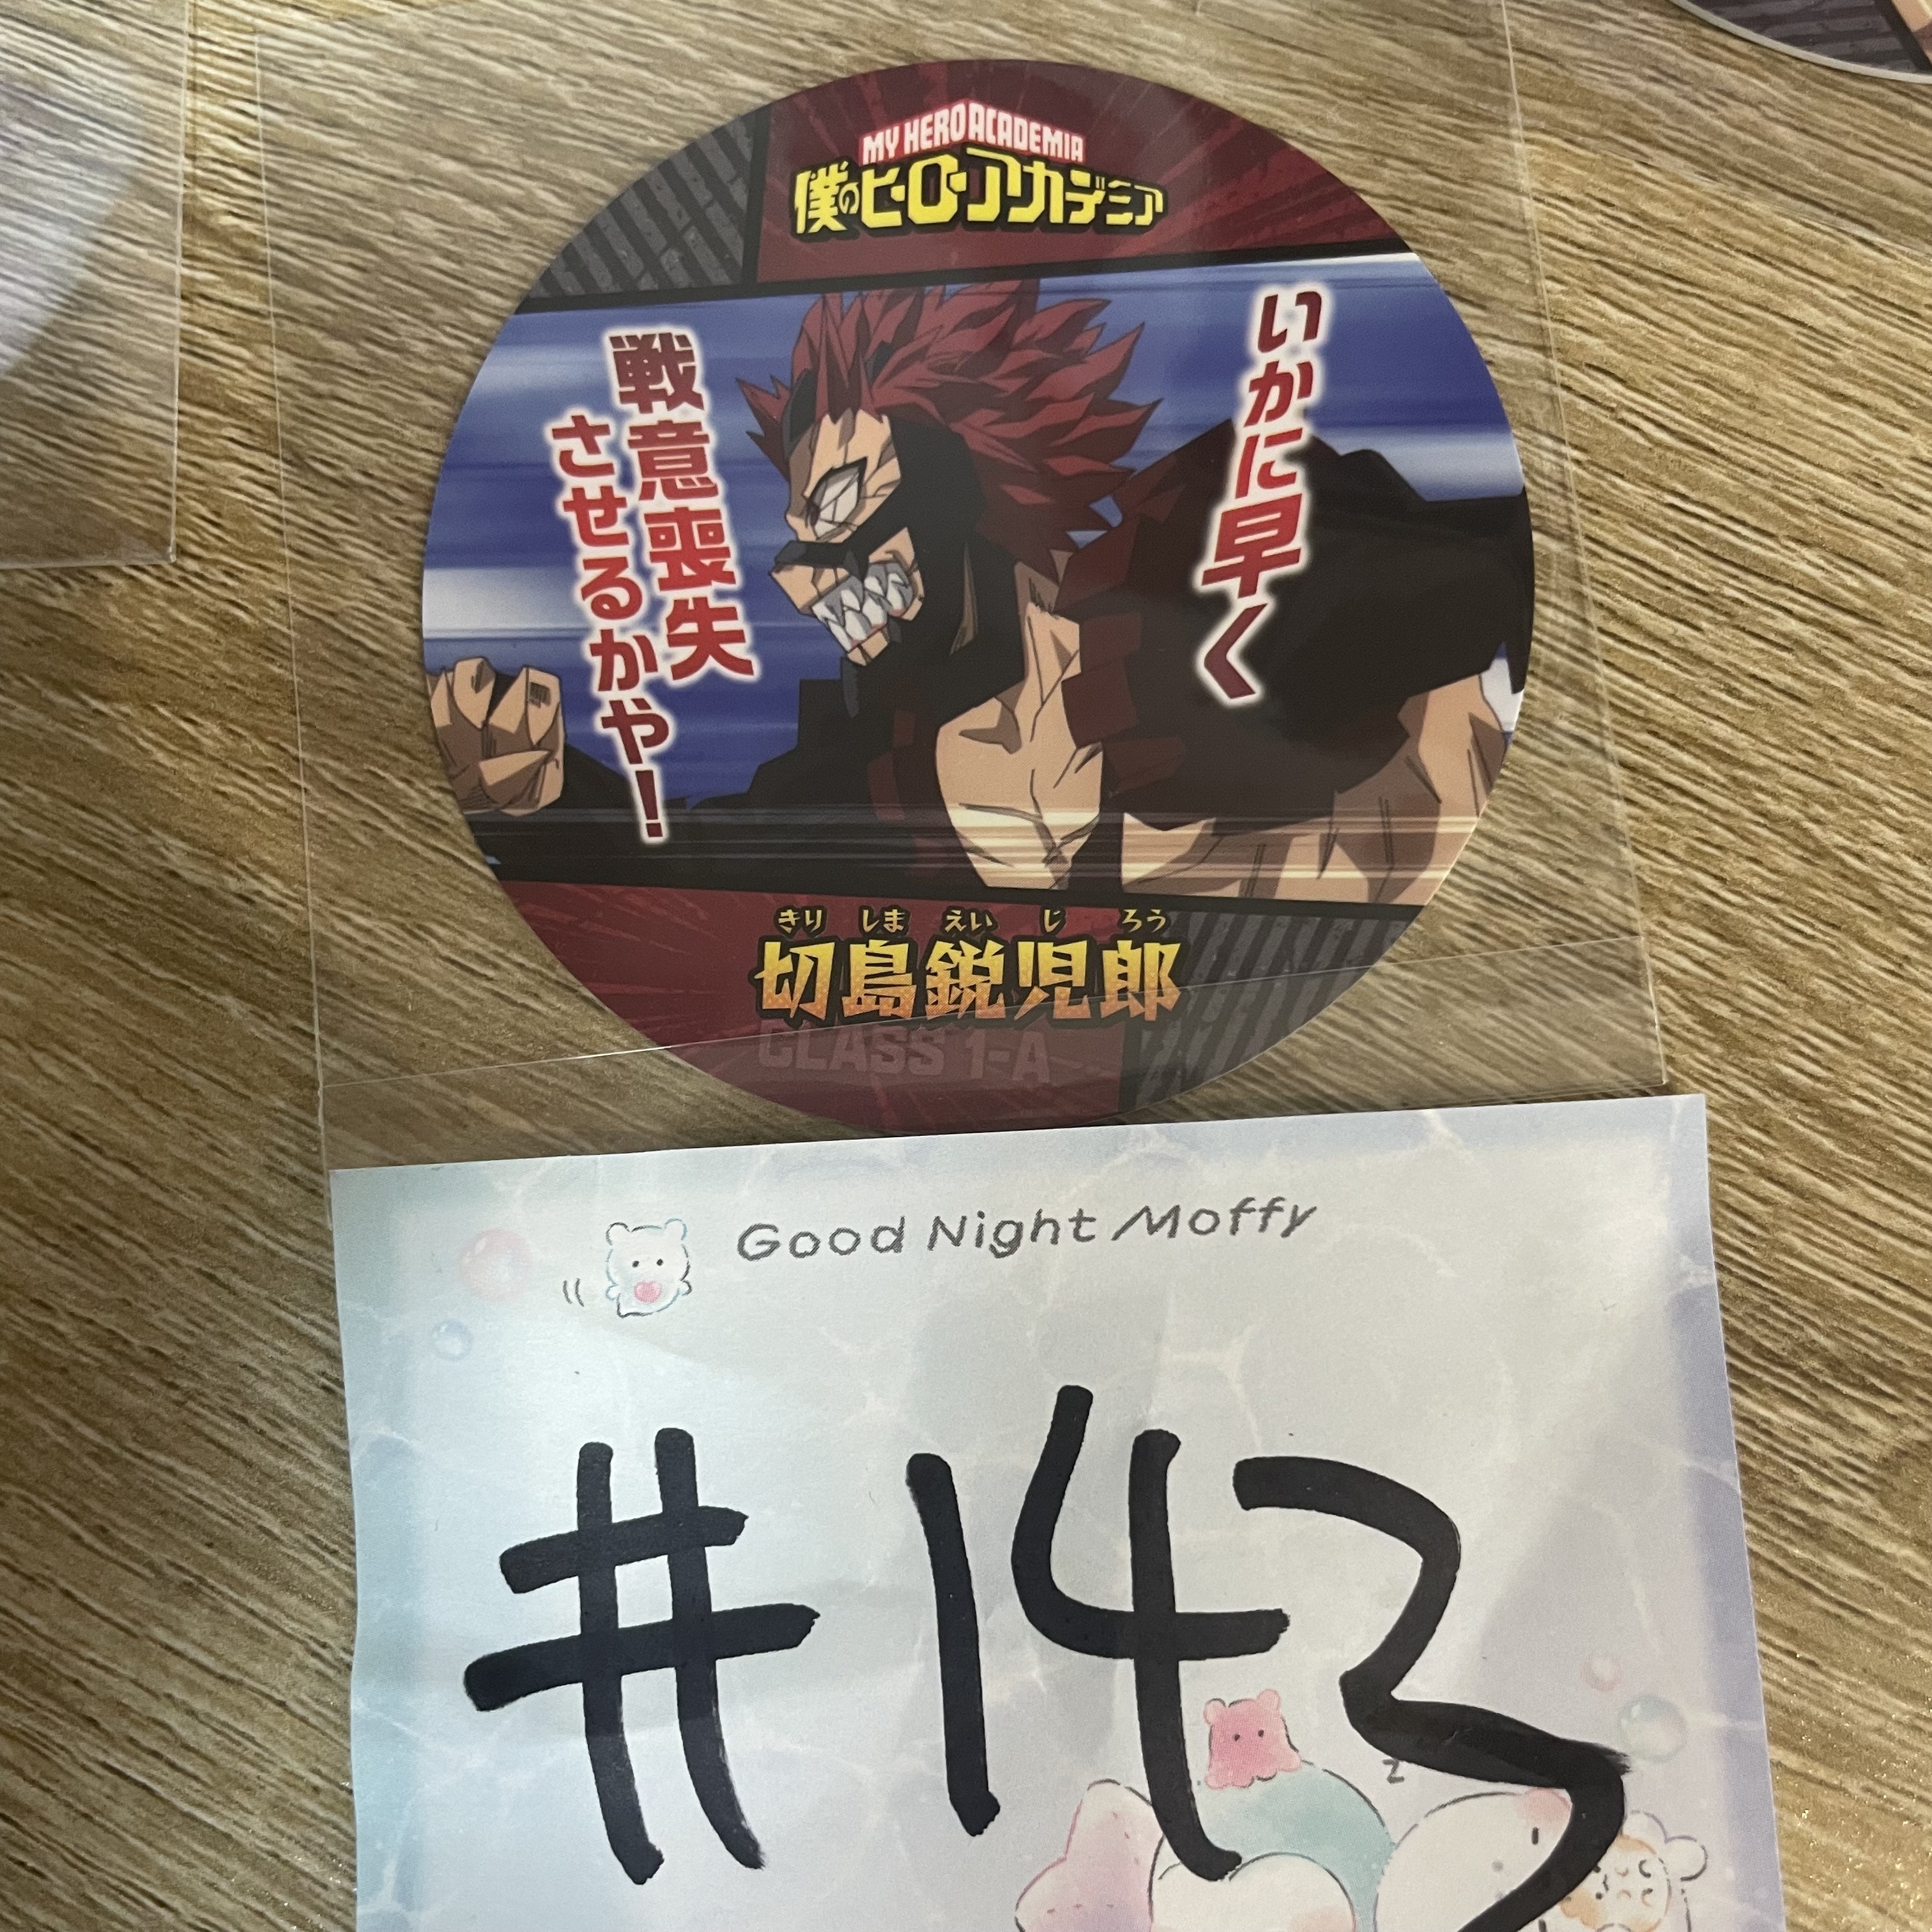 MY HERO ACADEMIA
僕のヒーローアカデミア
いかに早く
戦意喪失
させるかや!
きり しま えい じ ろう
切島鋭児郎
CLASS 1-A
Good Night Moffy
#143
z